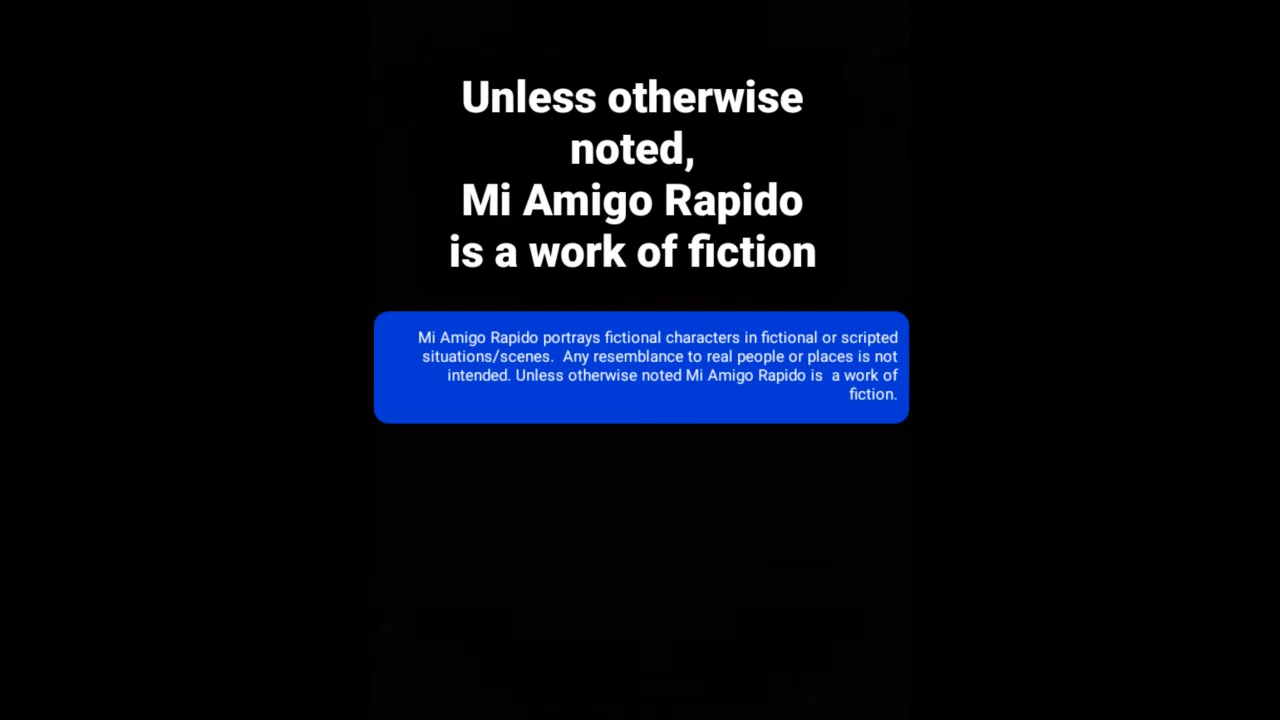 Unless otherwise
noted,
Mi Amigo Rapido
is a work of fiction
Mi Amigo Rapido portrays fictional characters in fictional or scripted
situations/scenes.  Any resemblance to real people or places is not
intended. Unless otherwise noted Mi Amigo Rapido is  a work of
fiction.